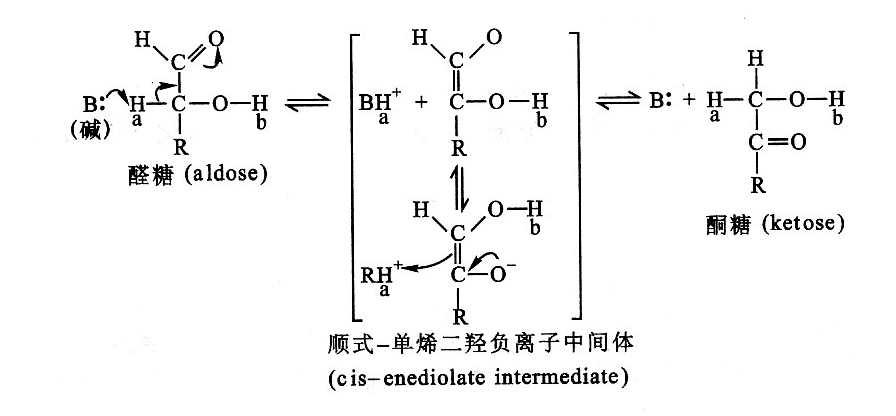 H O
C
B: H—C—O—H
a b
(碱)
R
醛糖 (aldose)
H O
C
BH⁺ + C—O—H
a b
R
H O—H
b
C
RH⁺ C—O⁻
a
R
顺式-单烯二羟负离子中间体
(cis-enediolate intermediate)
H
B: + H—C—O—H
a b
C=O
R
酮糖 (ketose)